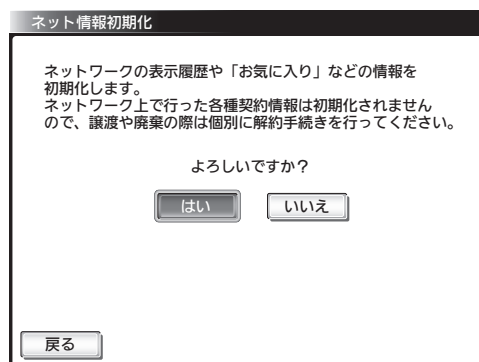 ネット情報初期化
ネットワークの表示履歴や「お気に入り」などの情報を
初期化します。
ネットワーク上で行った各種契約情報は初期化されません
ので、譲渡や廃棄の際は個別に解約手続きを行ってください。
よろしいですか？
はい
いいえ
戻る